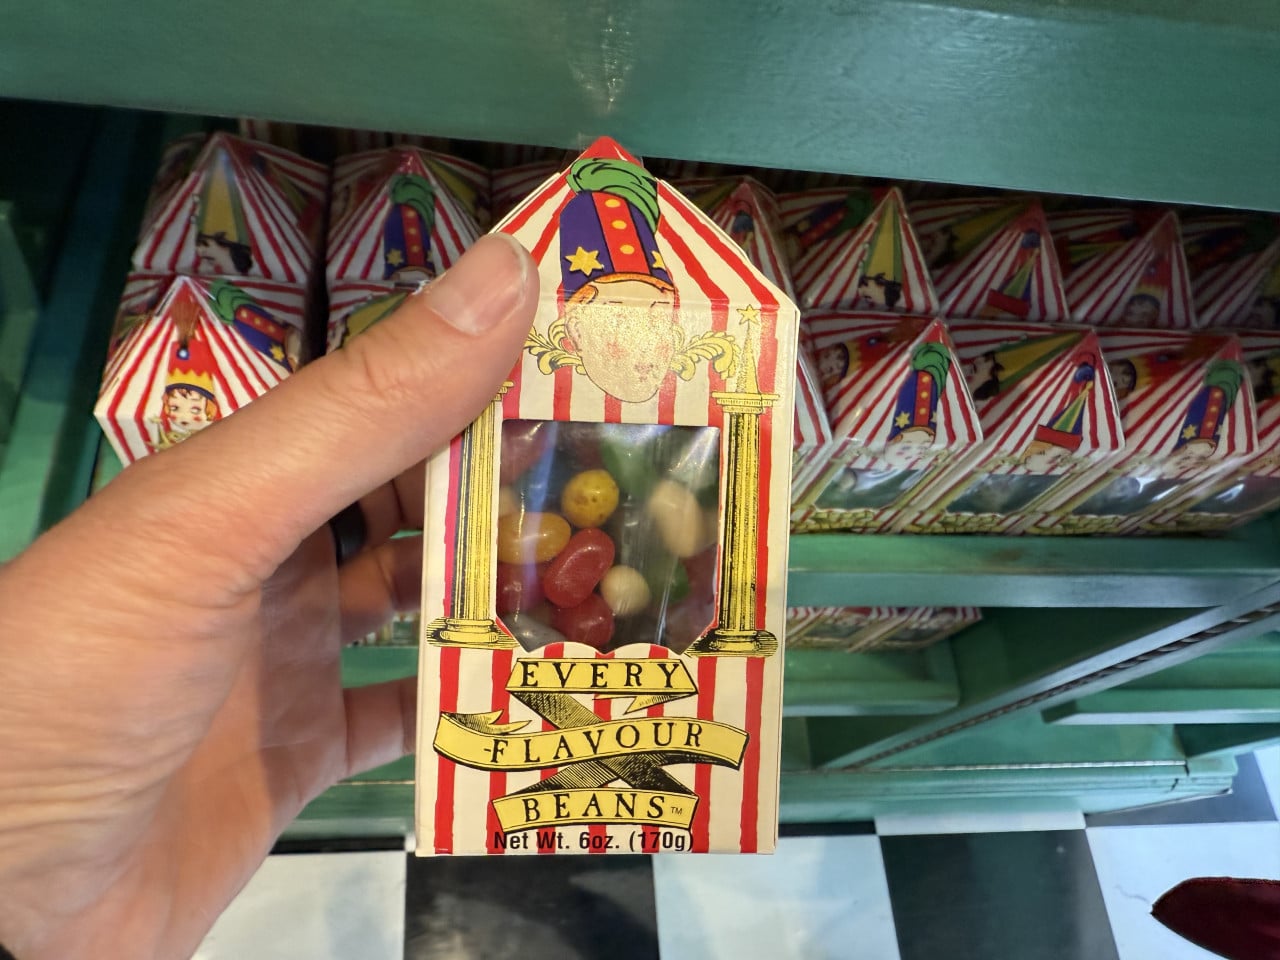 EVERY
-FLAVOUR
BEANS™
Net Wt. 6oz. (170g)